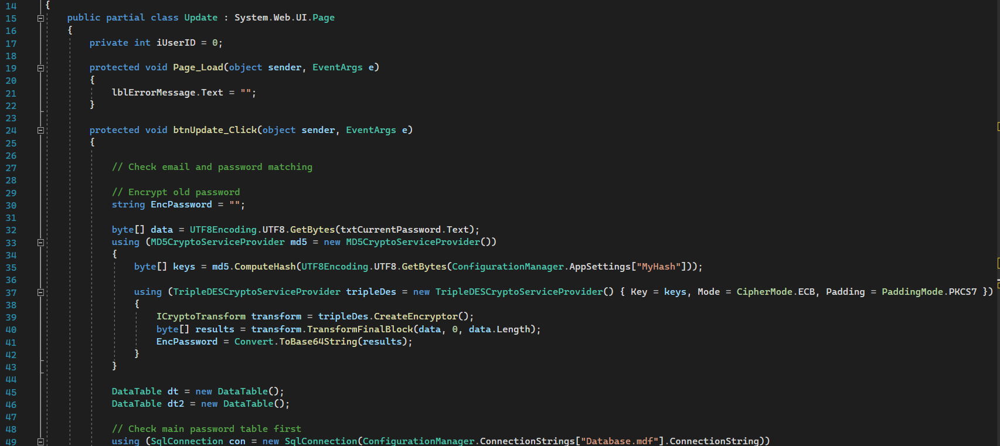 14 {
15 public partial class Update : System.Web.UI.Page
16 {
17 private int iUserID = 0;
18
19 protected void Page_Load(object sender, EventArgs e)
20 {
21 lblErrorMessage.Text = "";
22 }
23
24 protected void btnUpdate_Click(object sender, EventArgs e)
25 {
26
27 // Check email and password matching
28
29 // Encrypt old password
30 string EncPassword = "";
31
32 byte[] data = UTF8Encoding.UTF8.GetBytes(txtCurrentPassword.Text);
33 using (MD5CryptoServiceProvider md5 = new MD5CryptoServiceProvider())
34 {
35 byte[] keys = md5.ComputeHash(UTF8Encoding.UTF8.GetBytes(ConfigurationManager.AppSettings["MyHash"]));
36
37 using (TripleDESCryptoServiceProvider tripleDes = new TripleDESCryptoServiceProvider() { Key = keys, Mode = CipherMode.ECB, Padding = PaddingMode.PKCS7 })
38 {
39 ICryptoTransform transform = tripleDes.CreateEncryptor();
40 byte[] results = transform.TransformFinalBlock(data, 0, data.Length);
41 EncPassword = Convert.ToBase64String(results);
42 }
43 }
44
45 DataTable dt = new DataTable();
46 DataTable dt2 = new DataTable();
47
48 // Check main password table first
49 using (SqlConnection con = new SqlConnection(ConfigurationManager.ConnectionStrings["Database.mdf"].ConnectionString))